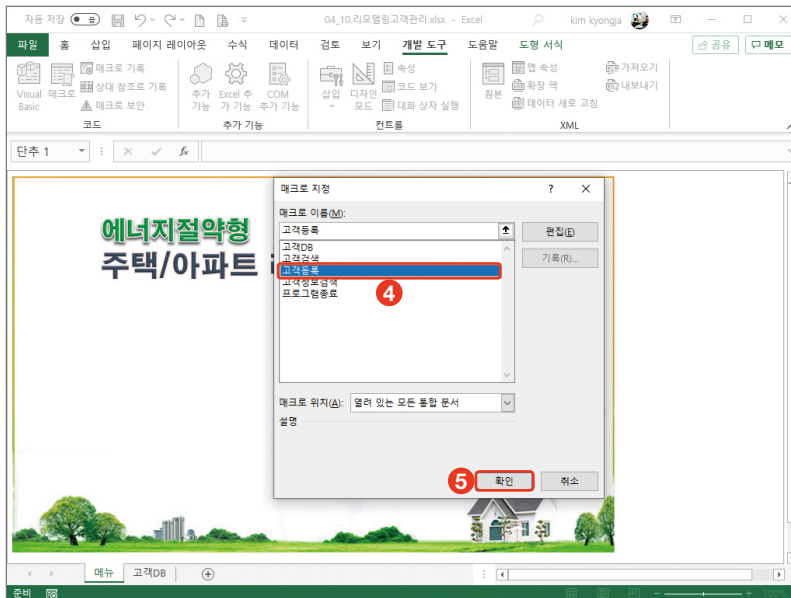 자동 저장 끔 04_10.리모델링고객관리.xlsx - Excel kim kyongja
파일 홈 삽입 페이지 레이아웃 수식 데이터 검토 보기 개발 도구 도움말 도형 서식 공유 메모
Visual Basic
매크로
매크로 기록
상대 참조로 기록
매크로 보안
코드
추가 기능
Excel 추가 기능
COM 추가 기능
추가 기능
삽입
디자인 모드
속성
코드 보기
대화 상자 실행
컨트롤
원본
맵 속성
확장 팩
데이터 새로 고침
가져오기
내보내기
XML
단추 1 fx
에너지절약형
주택/아파트
매크로 지정 ? ×
매크로 이름(M):
고객등록
편집(E)
기록(R)...
고객DB
고객검색
고객등록
고객정보검색
프로그램종료
4
매크로 위치(A): 열려 있는 모든 통합 문서
설명
5 확인 취소
메뉴 고객DB
준비 100%